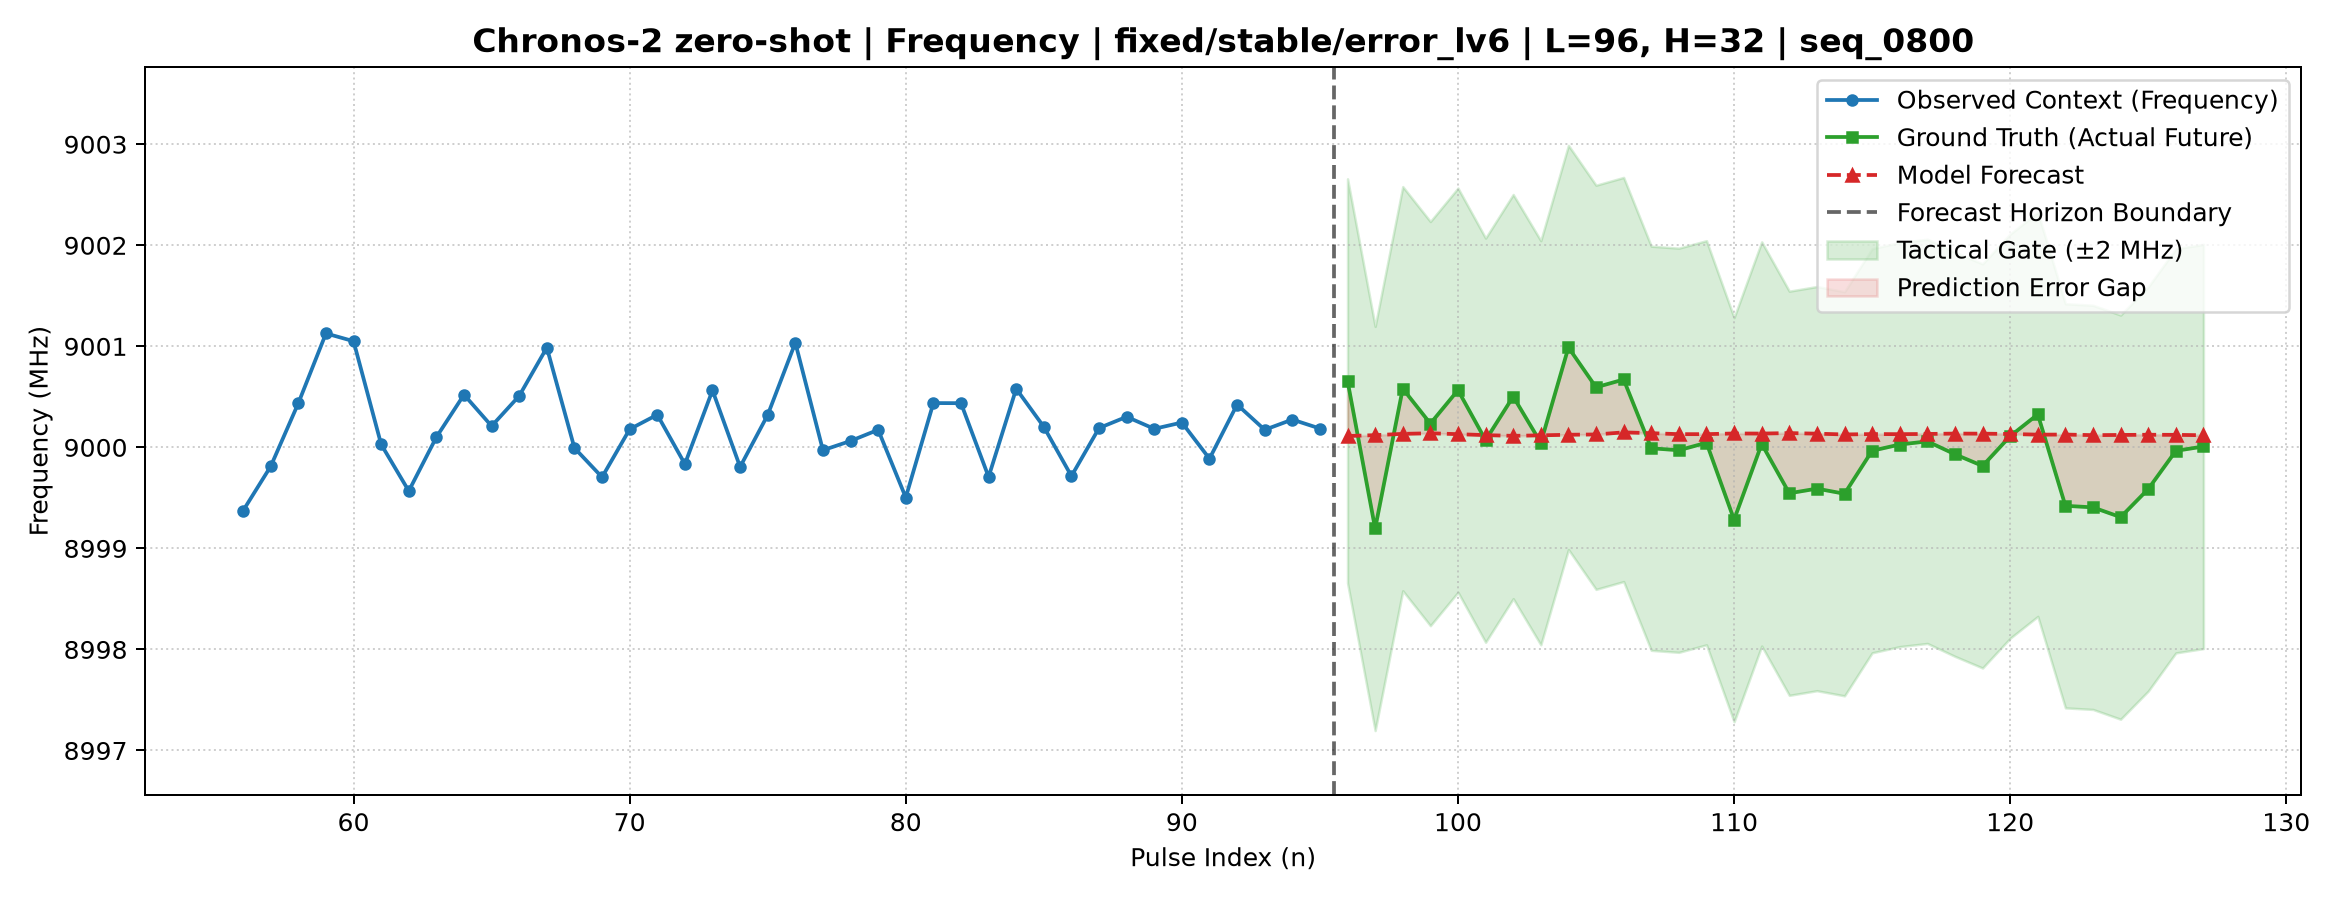 Chronos-2 zero-shot | Frequency | fixed/stable/error_lv6 | L=96, H=32 | seq_0800
Observed Context (Frequency)
Ground Truth (Actual Future)
Model Forecast
Forecast Horizon Boundary
Tactical Gate (±2 MHz)
Prediction Error Gap
Frequency (MHz)
9003
9002
9001
9000
8999
8998
8997
60 70 80 90 100 110 120 130
Pulse Index (n)